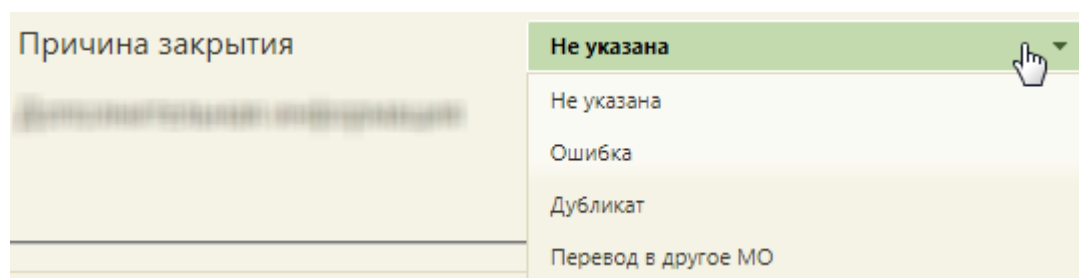 Причина закрытия
Не указана
Не указана
Ошибка
Дубликат
Перевод в другое МО